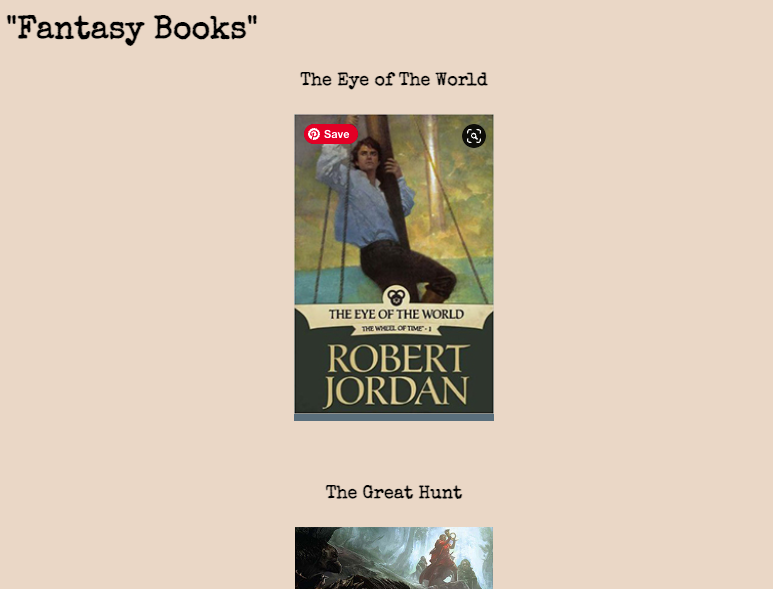 "Fantasy Books"
The Eye of The World
Save
THE EYE OF THE WORLD
THE WHEEL OF TIME® · 1
ROBERT
JORDAN
The Great Hunt